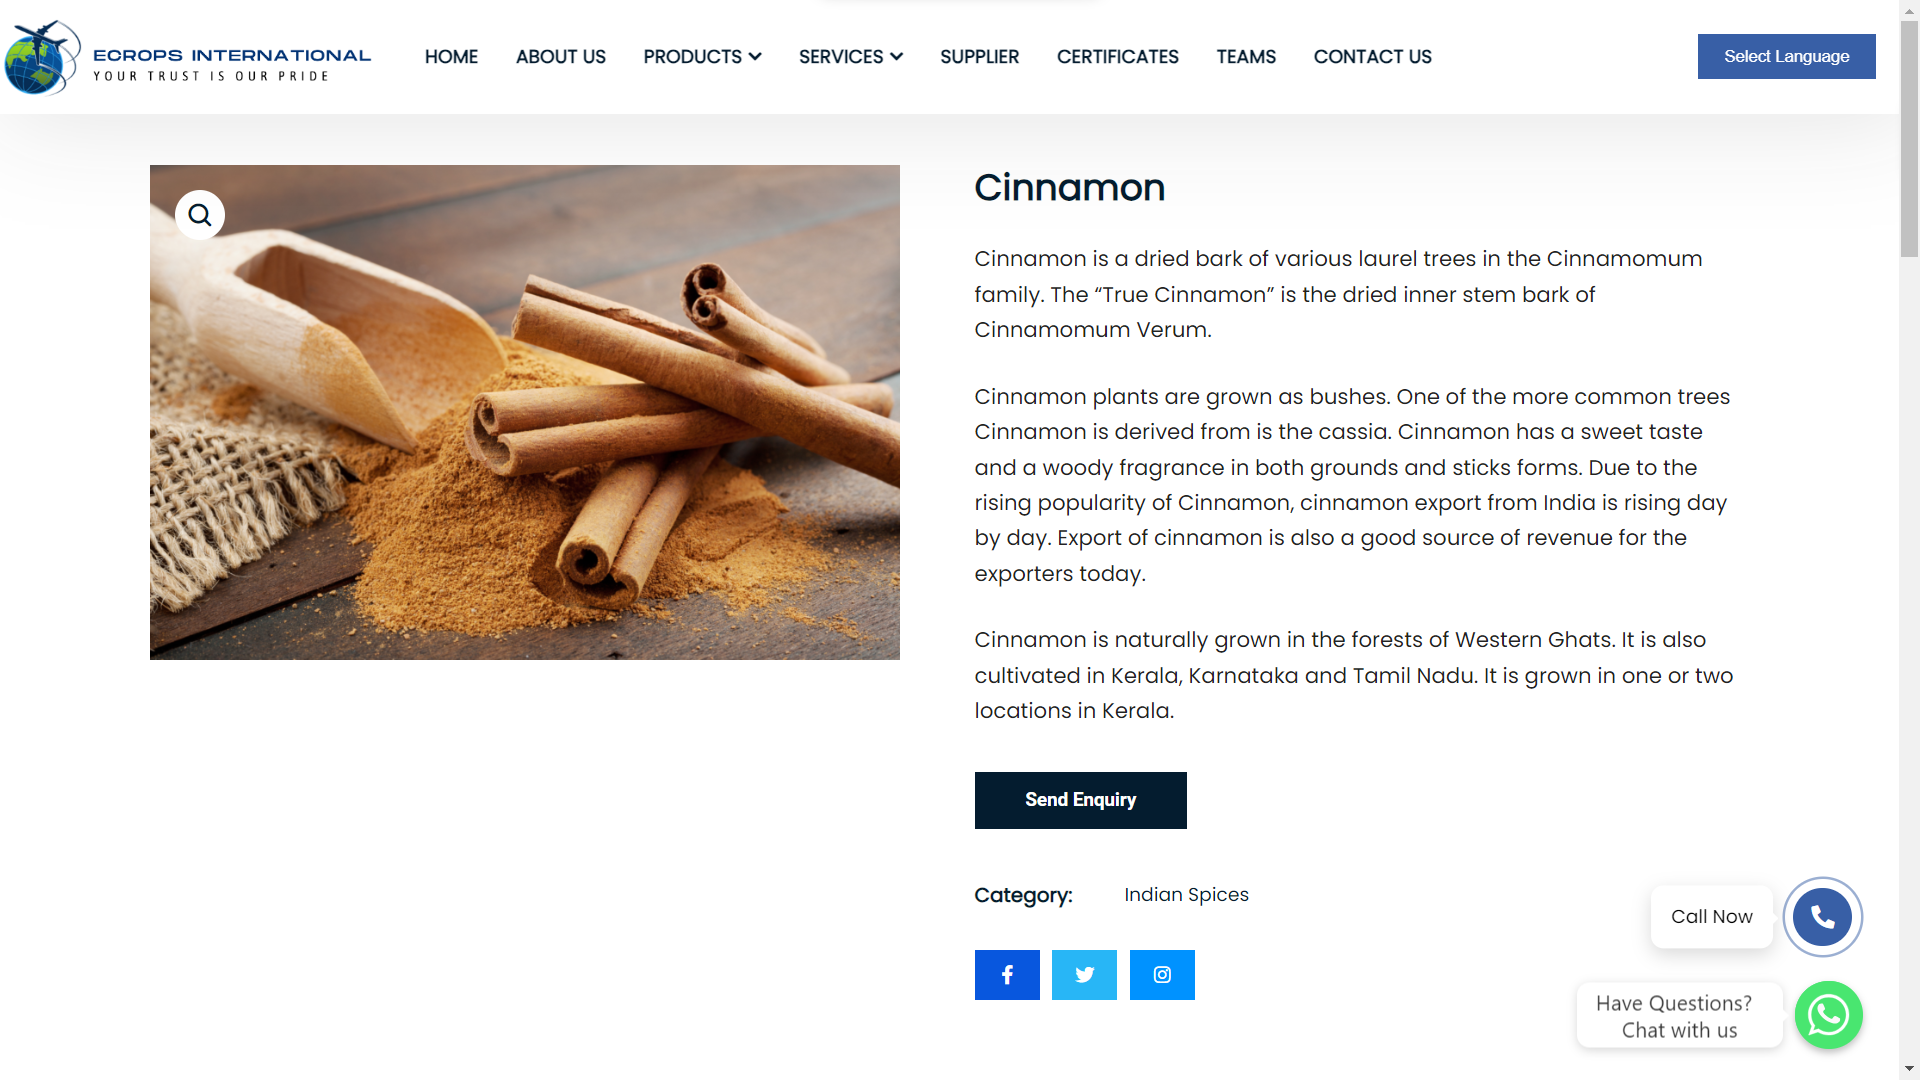 ECROPS INTERNATIONAL
YOUR TRUST IS OUR PRIDE
HOME
ABOUT US
PRODUCTS
SERVICES
SUPPLIER
CERTIFICATES
TEAMS
CONTACT US
Select Language
Cinnamon
Cinnamon is a dried bark of various laurel trees in the Cinnamomum
family. The “True Cinnamon” is the dried inner stem bark of
Cinnamomum Verum.
Cinnamon plants are grown as bushes. One of the more common trees
Cinnamon is derived from is the cassia. Cinnamon has a sweet taste
and a woody fragrance in both grounds and sticks forms. Due to the
rising popularity of Cinnamon, cinnamon export from India is rising day
by day. Export of cinnamon is also a good source of revenue for the
exporters today.
Cinnamon is naturally grown in the forests of Western Ghats. It is also
cultivated in Kerala, Karnataka and Tamil Nadu. It is grown in one or two
locations in Kerala.
Send Enquiry
Category: Indian Spices
Call Now
Have Questions?
Chat with us